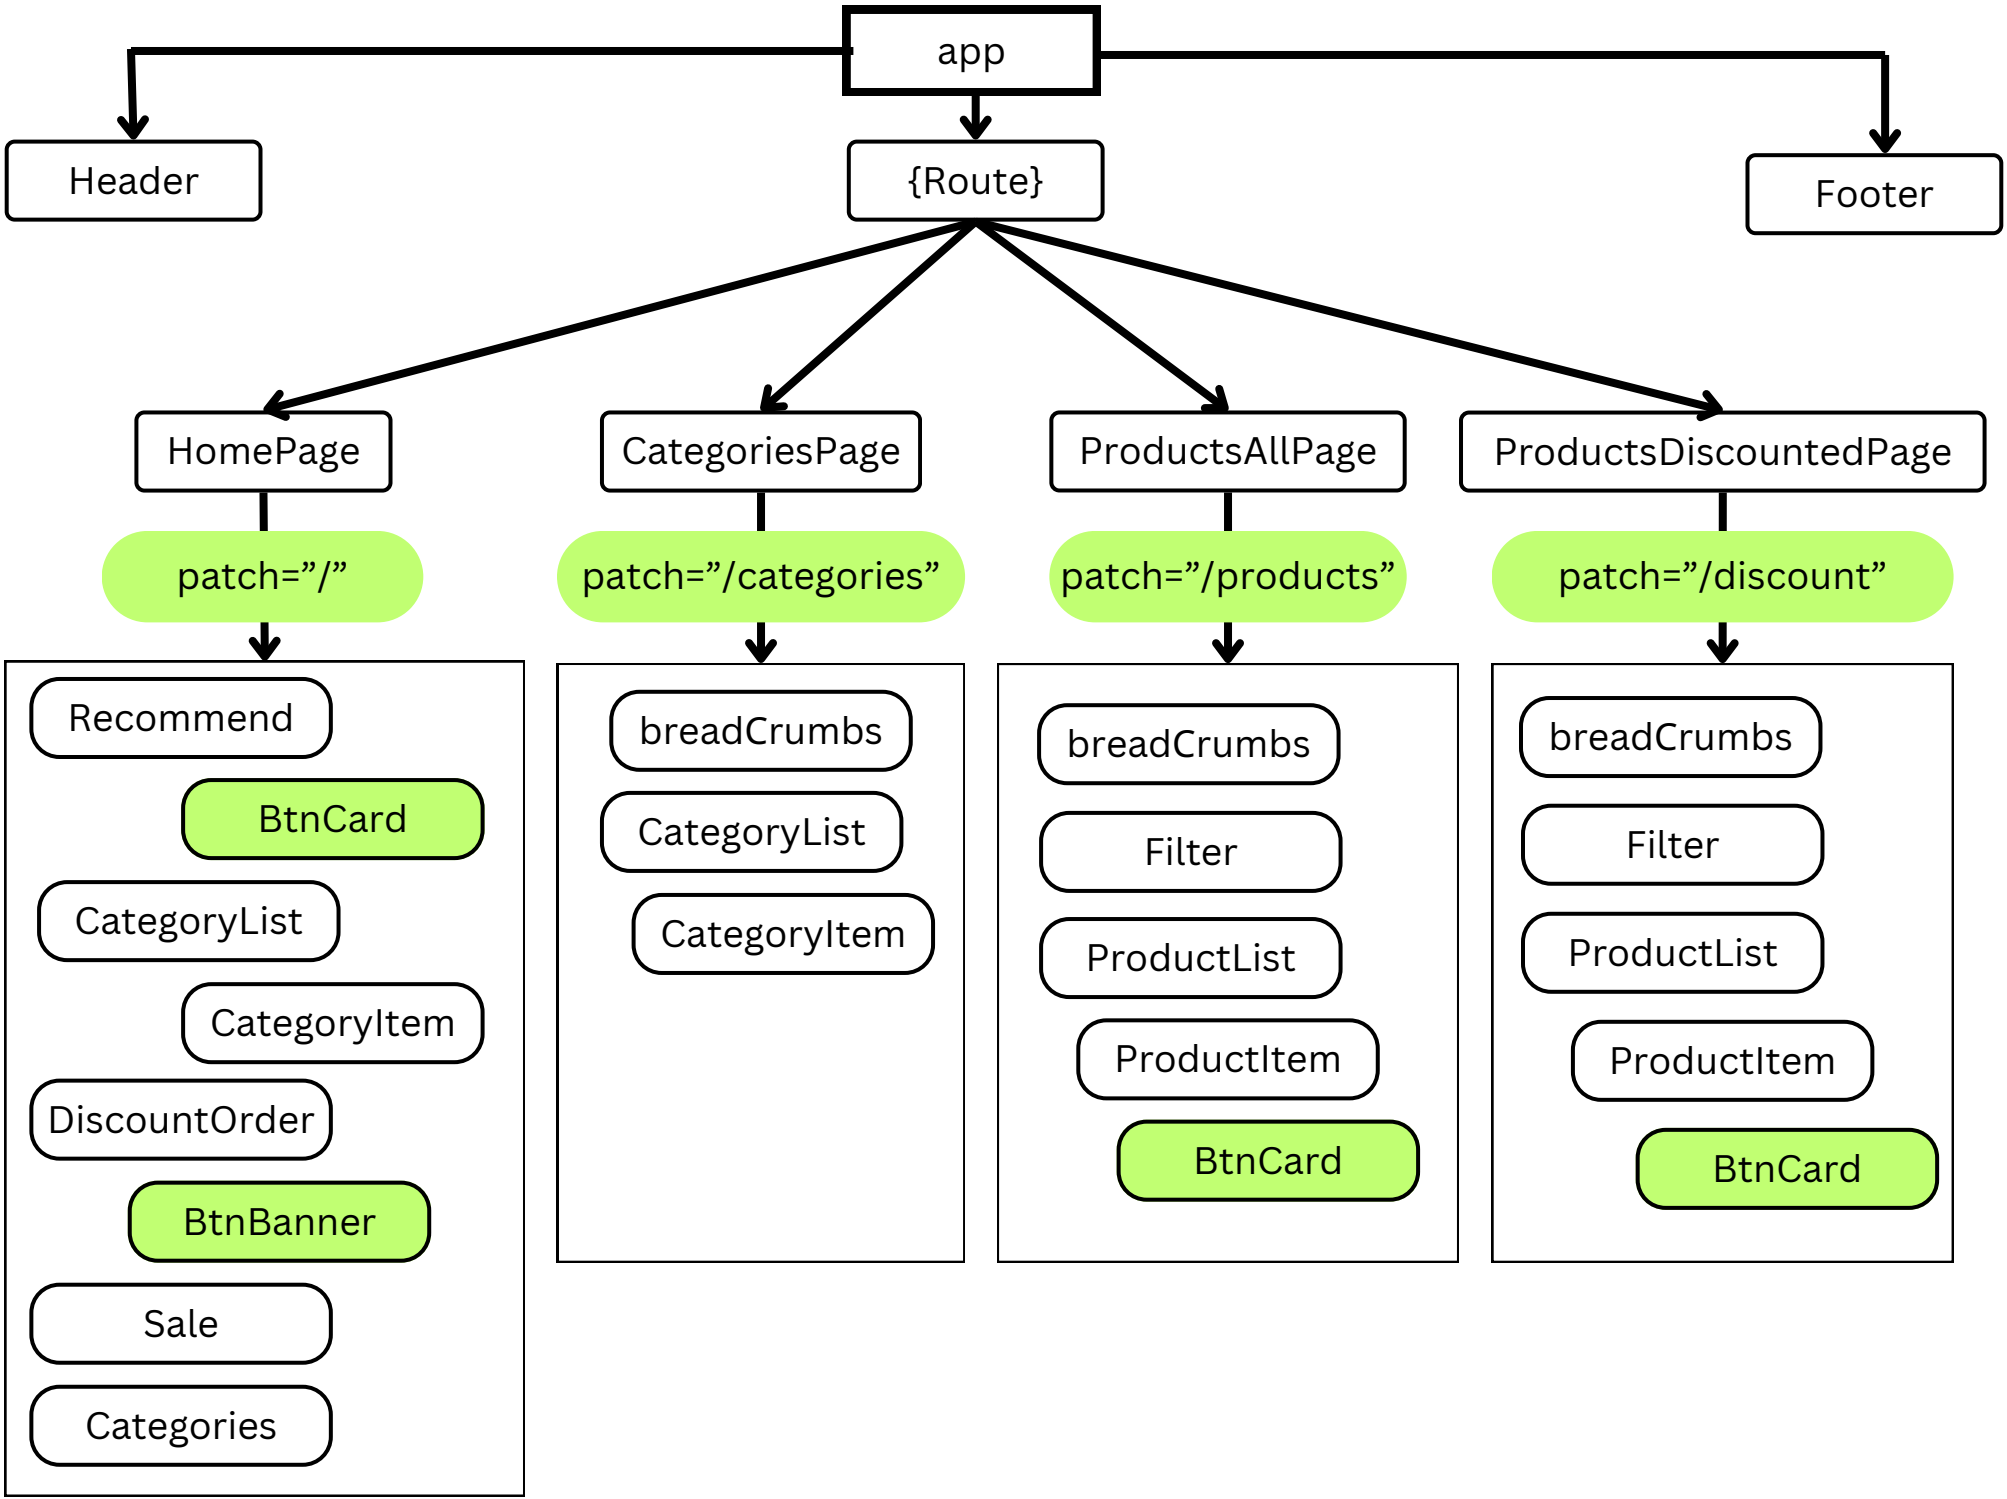 app
Header
{Route}
Footer
HomePage
CategoriesPage
ProductsAllPage
ProductsDiscountedPage
patch=”/”
patch=”/categories”
patch=”/products”
patch=”/discount”
Recommend
BtnCard
CategoryList
CategoryItem
DiscountOrder
BtnBanner
Sale
Categories
breadCrumbs
CategoryList
CategoryItem
breadCrumbs
Filter
ProductList
ProductItem
BtnCard
breadCrumbs
Filter
ProductList
ProductItem
BtnCard